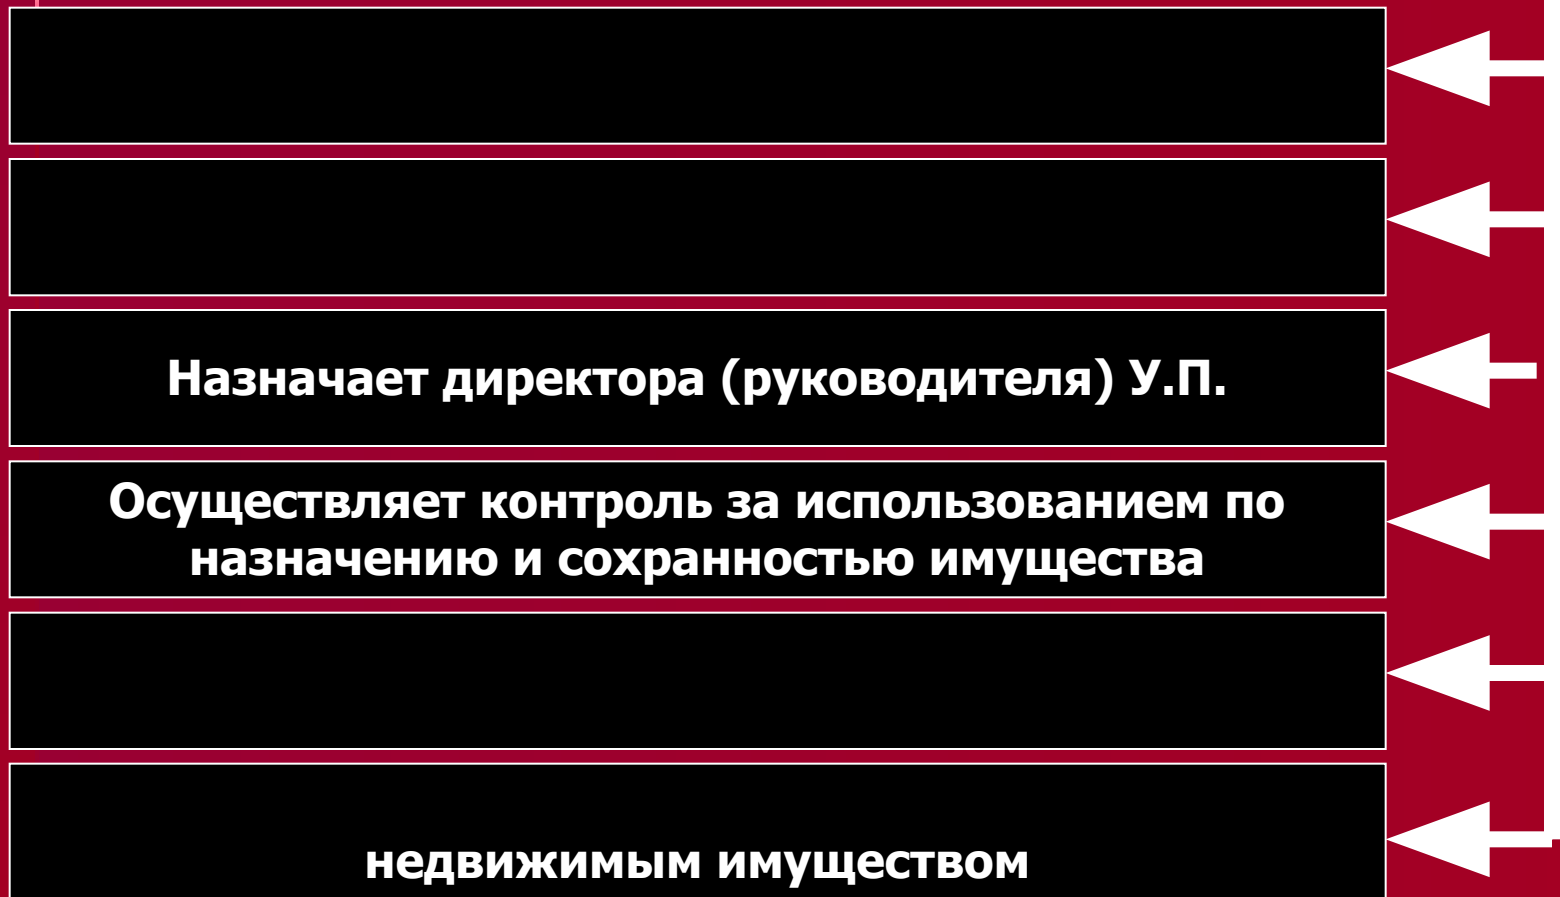 Назначает директора (руководителя) У.П.
Осуществляет контроль за использованием по
назначению и сохранностью имущества
недвижимым имуществом